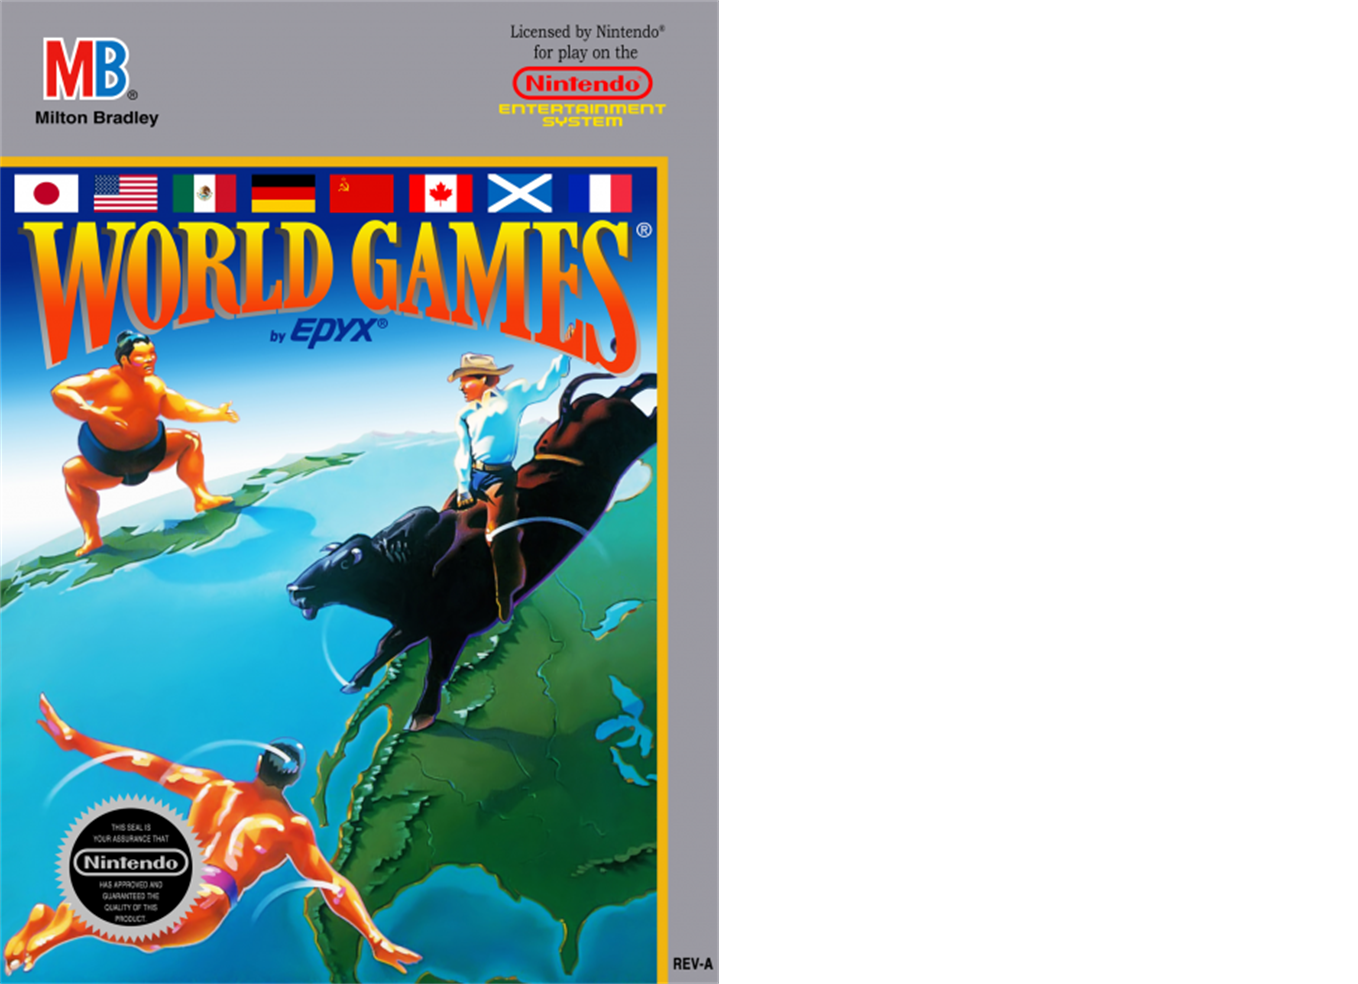 MB®
Milton Bradley
Licensed by Nintendo®
for play on the
Nintendo®
ENTERTAINMENT
SYSTEM
WORLD GAMES®
by EPYX®
THIS SEAL IS
YOUR ASSURANCE THAT
Nintendo
HAS APPROVED AND
GUARANTEED THE
QUALITY OF THIS
PRODUCT.
REV-A